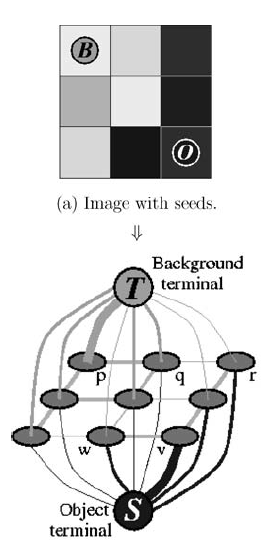 B
O
(a) Image with seeds.
⇓
Background
terminal
T
p
q
r
w
v
Object
terminal
S